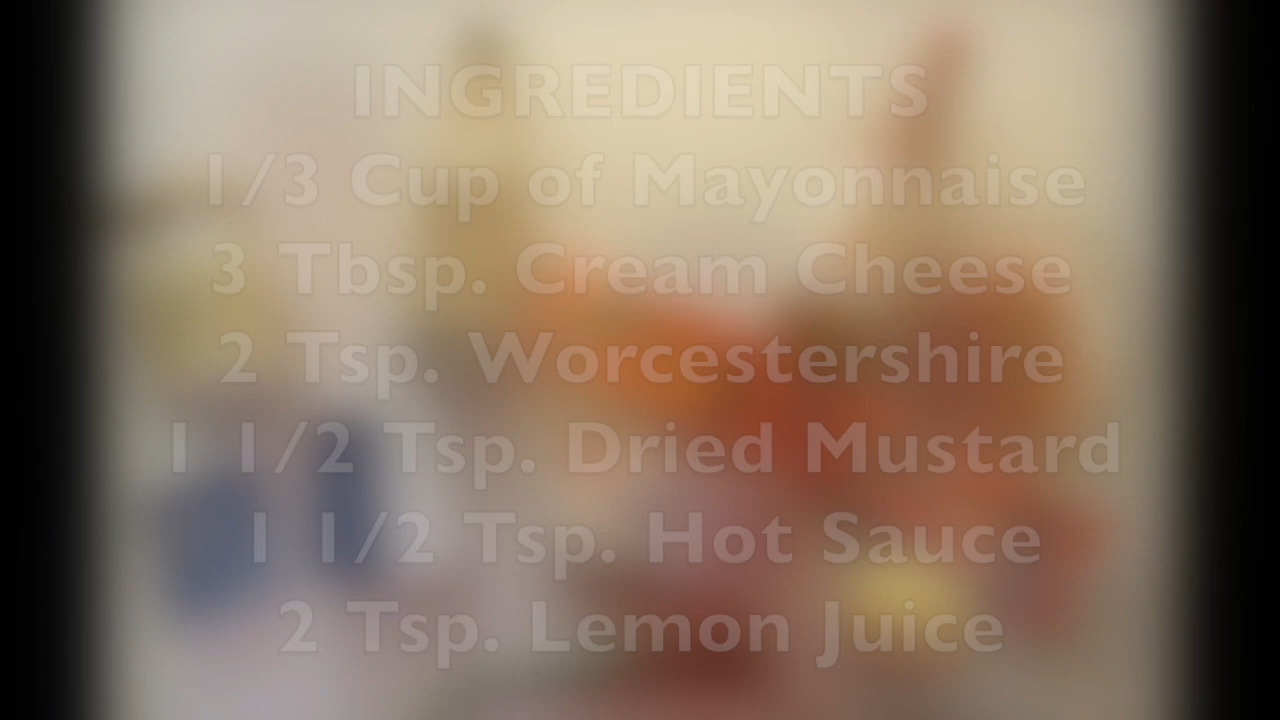 INGREDIENTS
1/3 Cup of Mayonnaise
3 Tbsp. Cream Cheese
2 Tsp. Worcestershire
1 1/2 Tsp. Dried Mustard
1 1/2 Tsp. Hot Sauce
2 Tsp. Lemon Juice